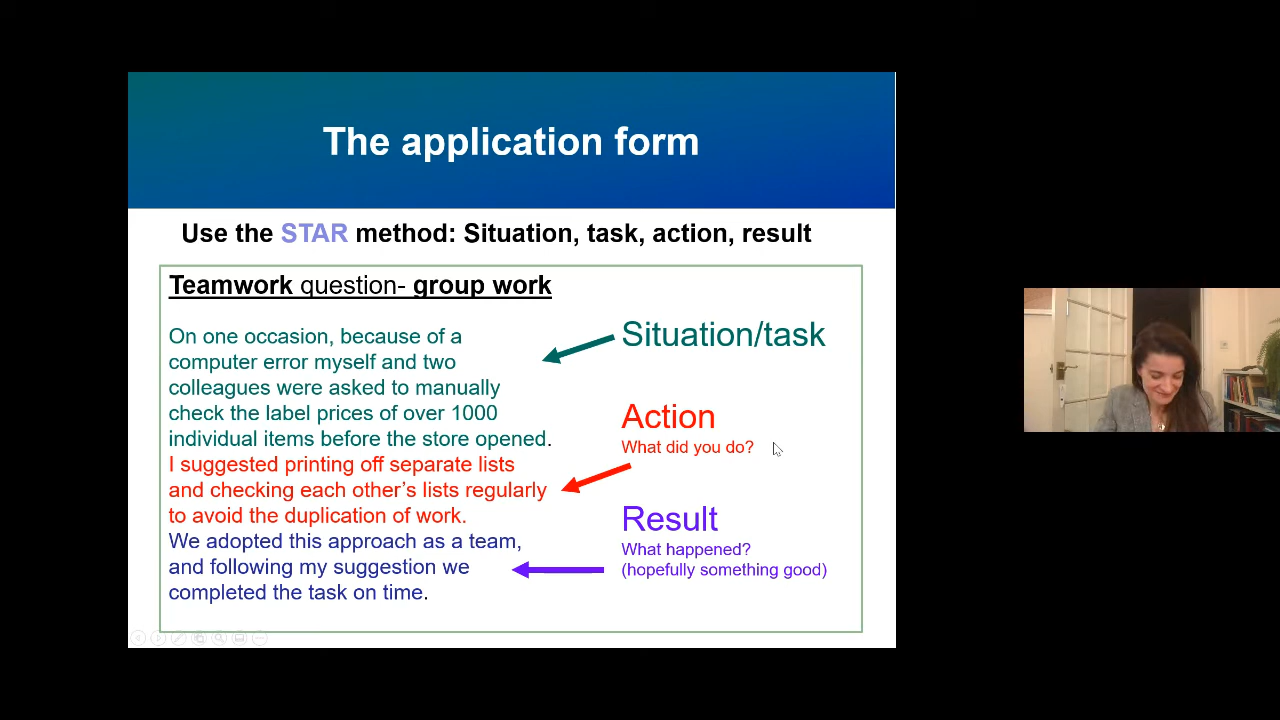 The application form
Use the STAR method: Situation, task, action, result
Teamwork question- group work
On one occasion, because of a
computer error myself and two
colleagues were asked to manually
check the label prices of over 1000
individual items before the store opened.
I suggested printing off separate lists
and checking each other’s lists regularly
to avoid the duplication of work.
We adopted this approach as a team,
and following my suggestion we
completed the task on time.
Situation/task
Action
What did you do?
Result
What happened?
(hopefully something good)